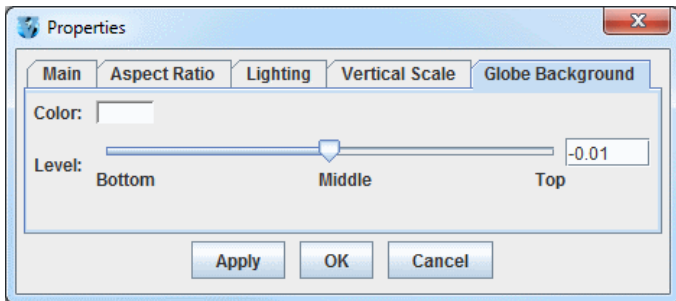 Properties
Main Aspect Ratio Lighting Vertical Scale Globe Background
Color:
Level: -0.01
Bottom Middle Top
Apply OK Cancel